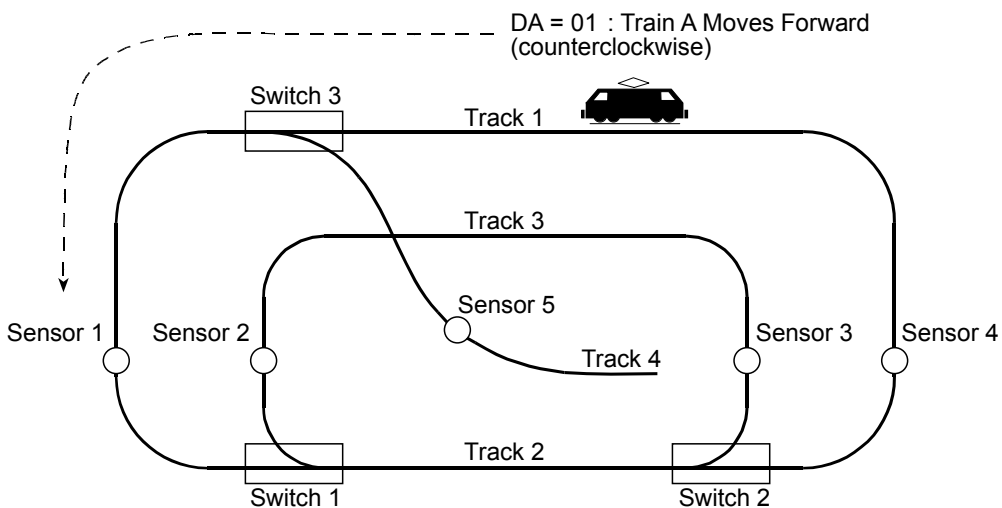 DA = 01 : Train A Moves Forward
(counterclockwise)
Switch 3
Track 1
Track 3
Sensor 5
Sensor 1
Sensor 2
Sensor 3
Sensor 4
Track 4
Track 2
Switch 1
Switch 2